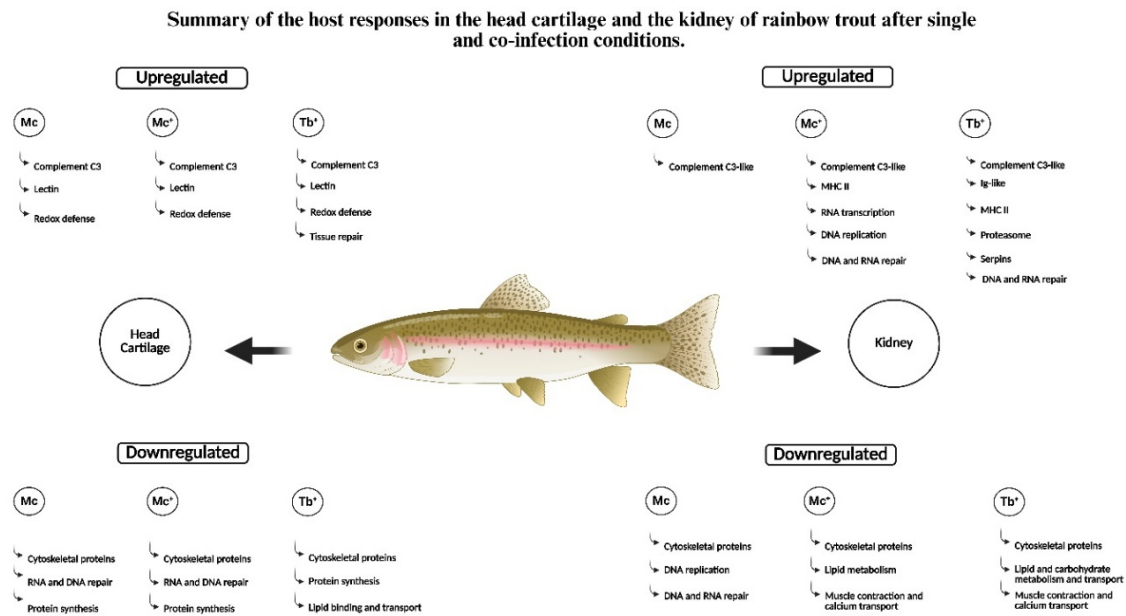 Summary of the host responses in the head cartilage and the kidney of rainbow trout after single
and co-infection conditions.
Upregulated
Mc
Complement C3
Lectin
Redox defense
Mc⁺
Complement C3
Lectin
Redox defense
Tb⁺
Complement C3
Lectin
Redox defense
Tissue repair
Upregulated
Mc
Complement C3-like
Mc⁺
Complement C3-like
MHC II
RNA transcription
DNA replication
DNA and RNA repair
Tb⁺
Complement C3-like
Ig-like
MHC II
Proteasome
Serpins
DNA and RNA repair
Head
Cartilage
Kidney
Downregulated
Mc
Cytoskeletal proteins
RNA and DNA repair
Protein synthesis
Mc⁺
Cytoskeletal proteins
RNA and DNA repair
Protein synthesis
Tb⁺
Cytoskeletal proteins
Protein synthesis
Lipid binding and transport
Downregulated
Mc
Cytoskeletal proteins
DNA replication
DNA and RNA repair
Mc⁺
Cytoskeletal proteins
Lipid metabolism
Muscle contraction and
calcium transport
Tb⁺
Cytoskeletal proteins
Lipid and carbohydrate
metabolism and transport
Muscle contraction and
calcium transport